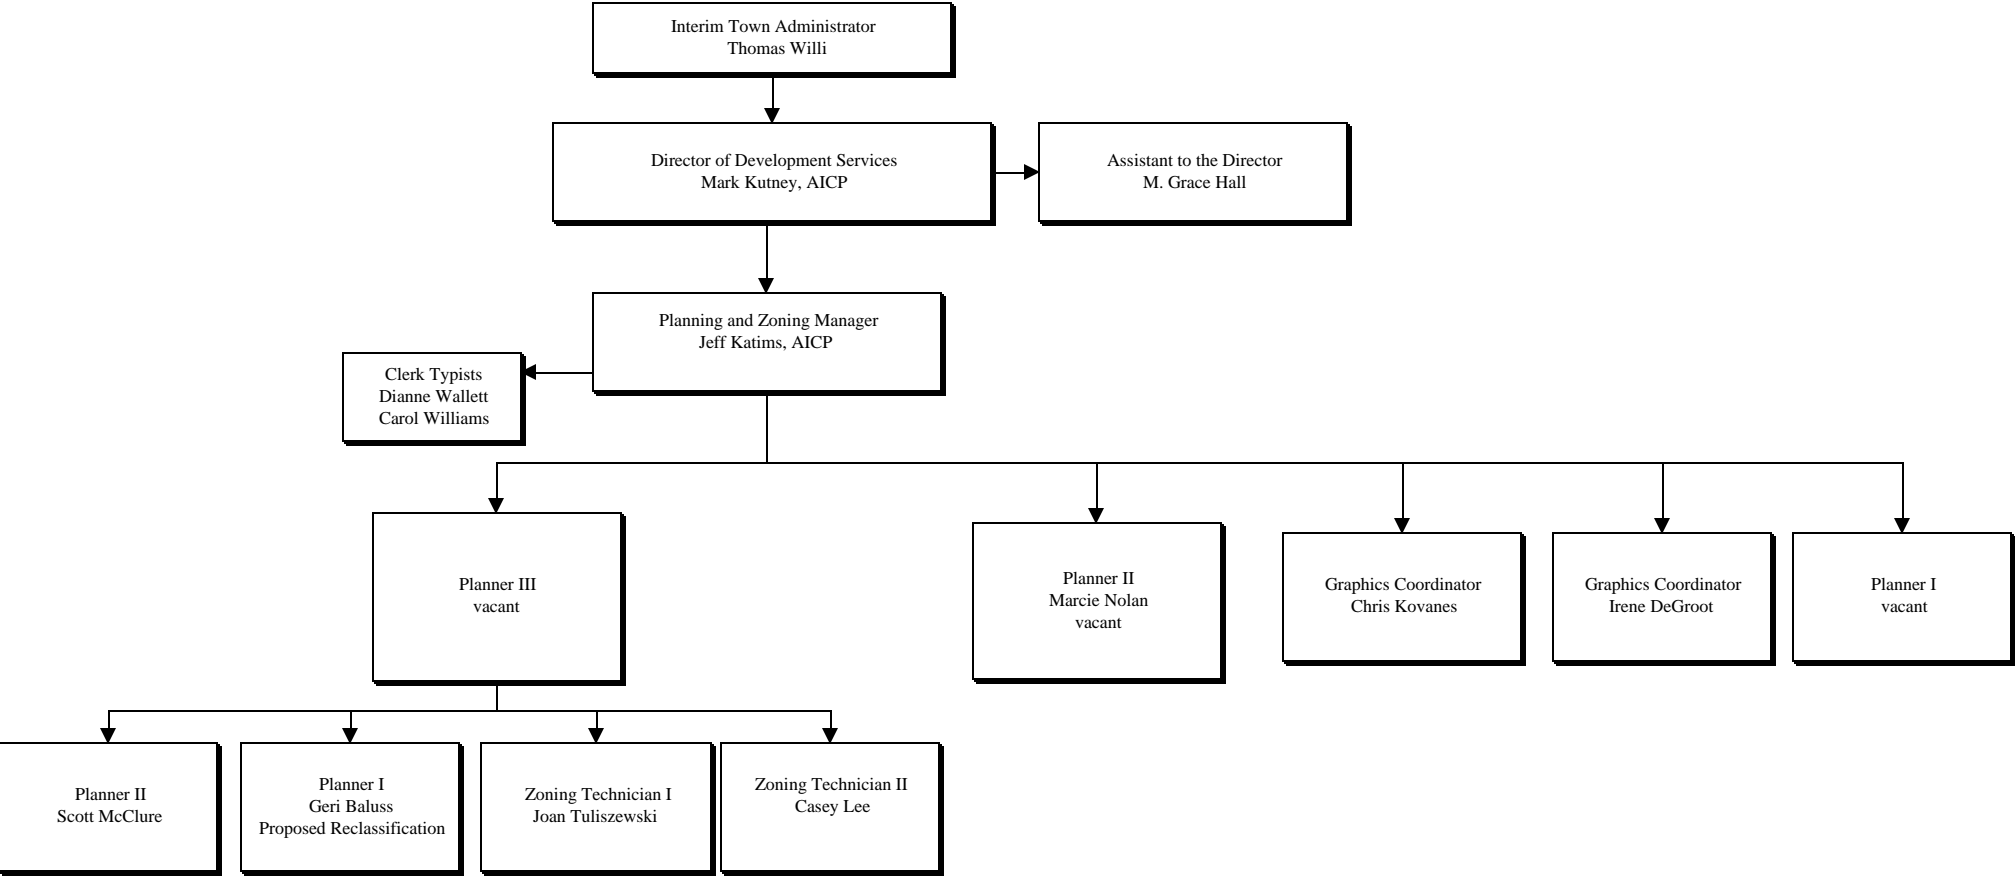 Interim Town Administrator
Thomas Willi
Director of Development Services
Mark Kutney, AICP
Assistant to the Director
M. Grace Hall
Planning and Zoning Manager
Jeff Katims, AICP
Clerk Typists
Dianne Wallett
Carol Williams
Planner III
vacant
Planner II
Marcie Nolan
vacant
Graphics Coordinator
Chris Kovanes
Graphics Coordinator
Irene DeGroot
Planner I
vacant
Planner II
Scott McClure
Planner I
Geri Baluss
Proposed Reclassification
Zoning Technician I
Joan Tuliszewski
Zoning Technician II
Casey Lee